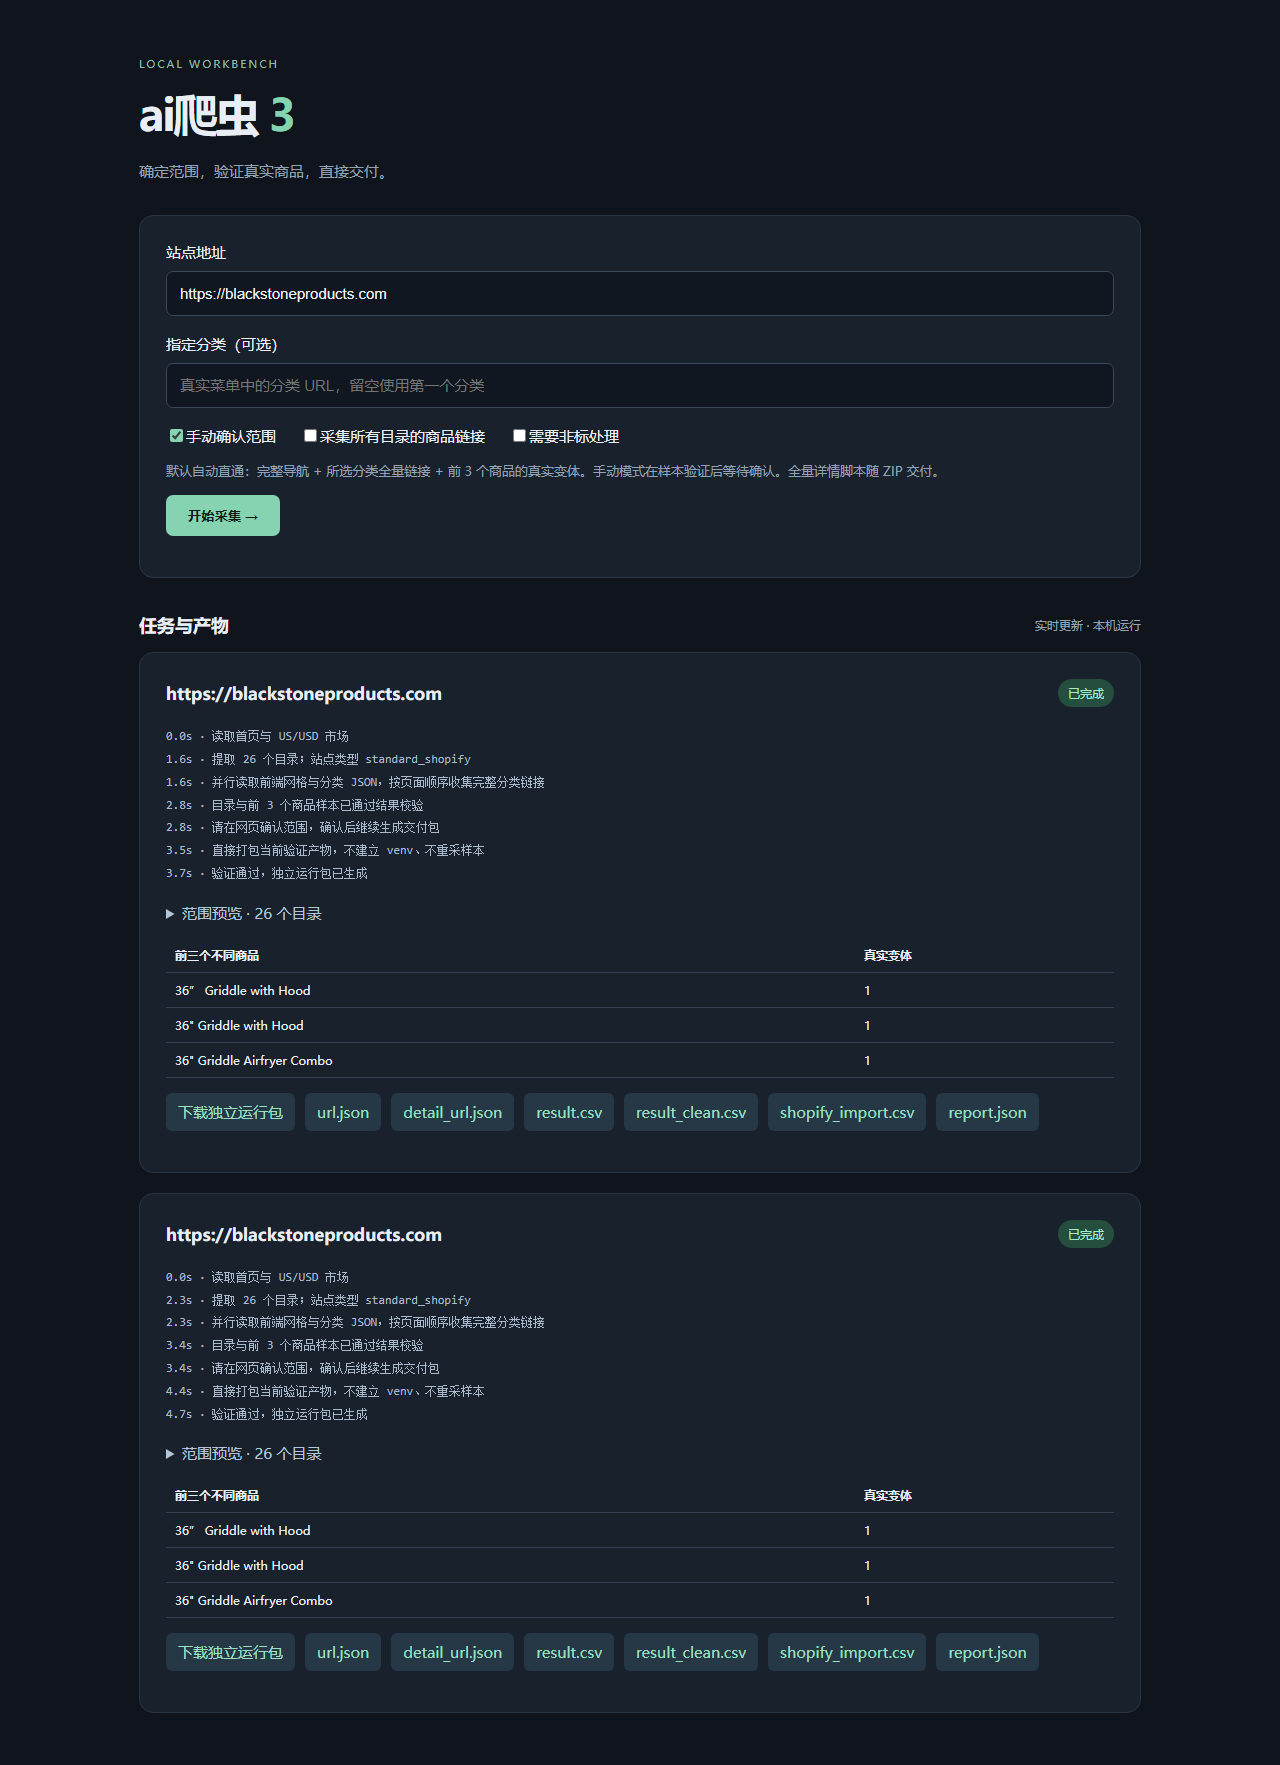 LOCAL WORKBENCH
ai爬虫 3
确定范围，验证真实商品，直接交付。
站点地址
https://blackstoneproducts.com
指定分类（可选）
真实菜单中的分类 URL，留空使用第一个分类
手动确认范围 采集所有目录的商品链接 需要非标处理
默认自动直通：完整导航 + 所选分类全量链接 + 前 3 个商品的真实变体。手动模式在样本验证后等待确认。全量详情脚本随 ZIP 交付。
开始采集 →
任务与产物 实时更新 · 本机运行
https://blackstoneproducts.com 已完成
0.0s · 读取首页与 US/USD 市场
1.6s · 提取 26 个目录；站点类型 standard_shopify
1.6s · 并行读取前端网格与分类 JSON，按页面顺序收集完整分类链接
2.8s · 目录与前 3 个商品样本已通过结果校验
2.8s · 请在网页确认范围，确认后继续生成交付包
3.5s · 直接打包当前验证产物，不建立 venv、不重采样本
3.7s · 验证通过，独立运行包已生成
▶ 范围预览 · 26 个目录
前三个不同商品 真实变体
36″ Griddle with Hood 1
36" Griddle with Hood 1
36" Griddle Airfryer Combo 1
下载独立运行包 url.json detail_url.json result.csv result_clean.csv shopify_import.csv report.json
https://blackstoneproducts.com 已完成
0.0s · 读取首页与 US/USD 市场
2.3s · 提取 26 个目录；站点类型 standard_shopify
2.3s · 并行读取前端网格与分类 JSON，按页面顺序收集完整分类链接
3.4s · 目录与前 3 个商品样本已通过结果校验
3.4s · 请在网页确认范围，确认后继续生成交付包
4.4s · 直接打包当前验证产物，不建立 venv、不重采样本
4.7s · 验证通过，独立运行包已生成
▶ 范围预览 · 26 个目录
前三个不同商品 真实变体
36″ Griddle with Hood 1
36" Griddle with Hood 1
36" Griddle Airfryer Combo 1
下载独立运行包 url.json detail_url.json result.csv result_clean.csv shopify_import.csv report.json